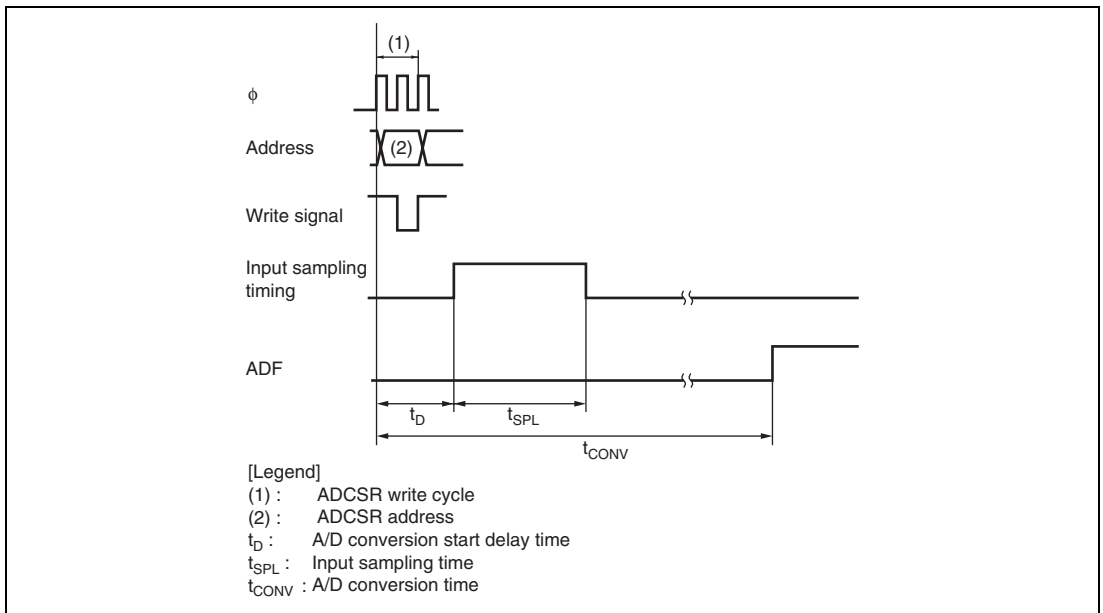 (1)
ϕ
Address
(2)
Write signal
Input sampling
timing
ADF
tD
tSPL
tCONV
[Legend]
(1) : ADCSR write cycle
(2) : ADCSR address
tD : A/D conversion start delay time
tSPL : Input sampling time
tCONV : A/D conversion time